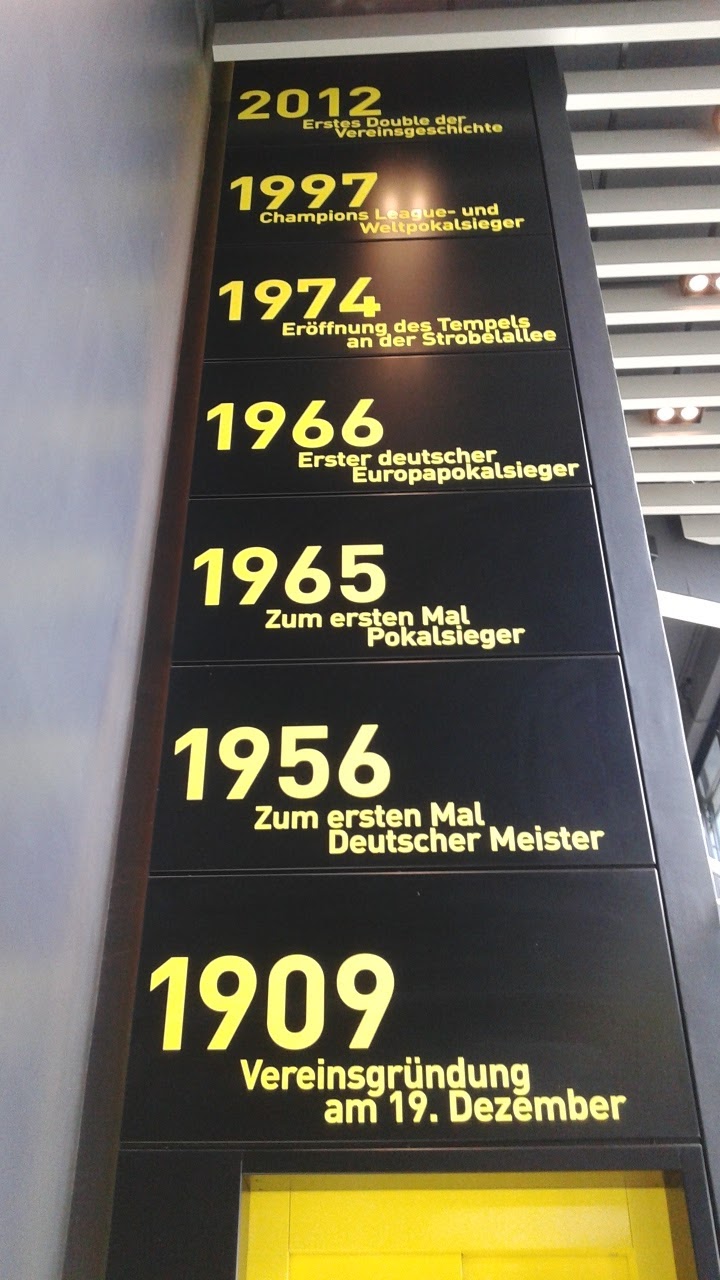 2012
Erstes Double der
Vereinsgeschichte
1997
Champions League- und
Weltpokalsieger
1974
Eröffnung des Tempels
an der Strobelallee
1966
Erster deutscher
Europapokalsieger
1965
Zum ersten Mal
Pokalsieger
1956
Zum ersten Mal
Deutscher Meister
1909
Vereinsgründung
am 19. Dezember